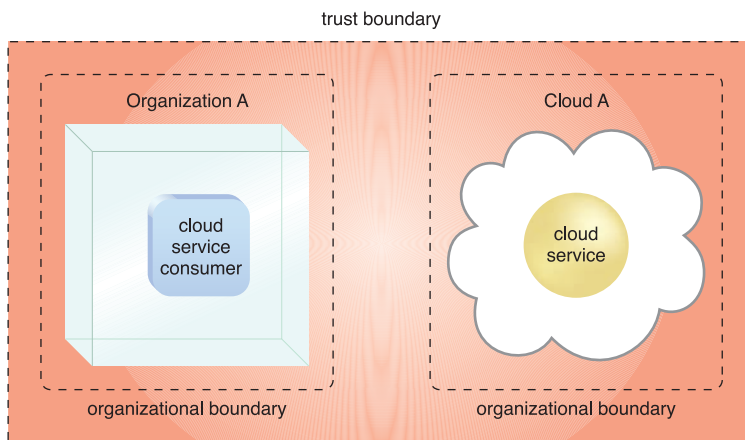 trust boundary
Organization A
Cloud A
cloud
service
consumer
cloud
service
organizational boundary
organizational boundary